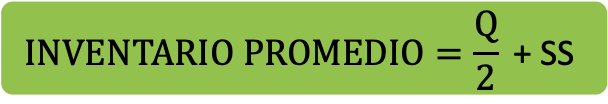 INVENTARIO PROMEDIO = Q/2 + SS